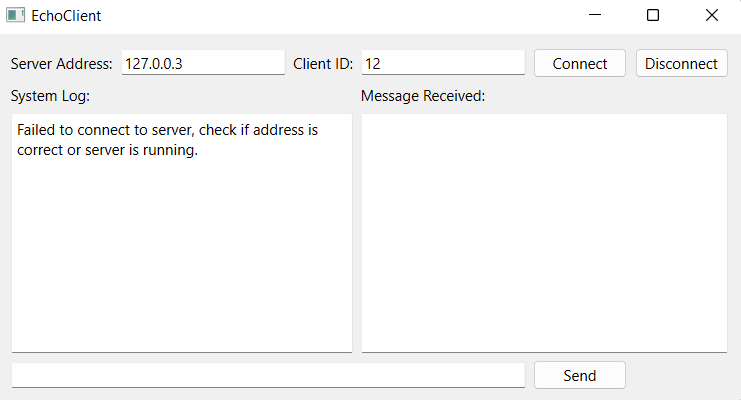 EchoClient
Server Address: 127.0.0.3 Client ID: 12 Connect Disconnect
System Log: Message Received:
Failed to connect to server, check if address is
correct or server is running.
Send